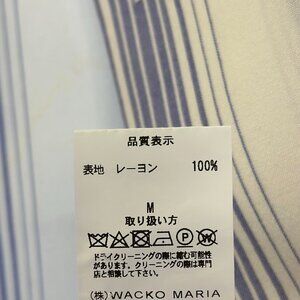 品質表示
表地 レーヨン 100%
M
取り扱い方
ドライクリーニングの際に縮む可能性
があります。クリーニングの際は専門
店と相談して下さい。
(株)WACKO MARIA